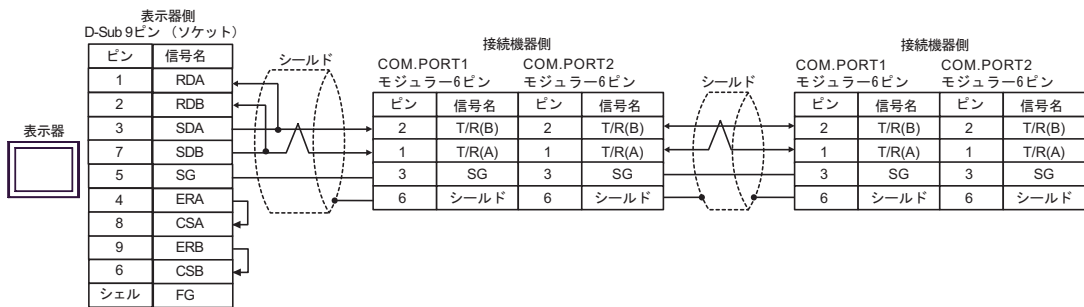 表示器側
D-Sub 9ピン （ソケット）
ピン 信号名
1 RDA
2 RDB
3 SDA
7 SDB
5 SG
4 ERA
8 CSA
9 ERB
6 CSB
シェル FG
表示器
シールド
接続機器側
COM.PORT1 COM.PORT2
モジュラー6ピン モジュラー6ピン
ピン 信号名 ピン 信号名
2 T/R(B) 2 T/R(B)
1 T/R(A) 1 T/R(A)
3 SG 3 SG
6 シールド 6 シールド
シールド
接続機器側
COM.PORT1 COM.PORT2
モジュラー6ピン モジュラー6ピン
ピン 信号名 ピン 信号名
2 T/R(B) 2 T/R(B)
1 T/R(A) 1 T/R(A)
3 SG 3 SG
6 シールド 6 シールド